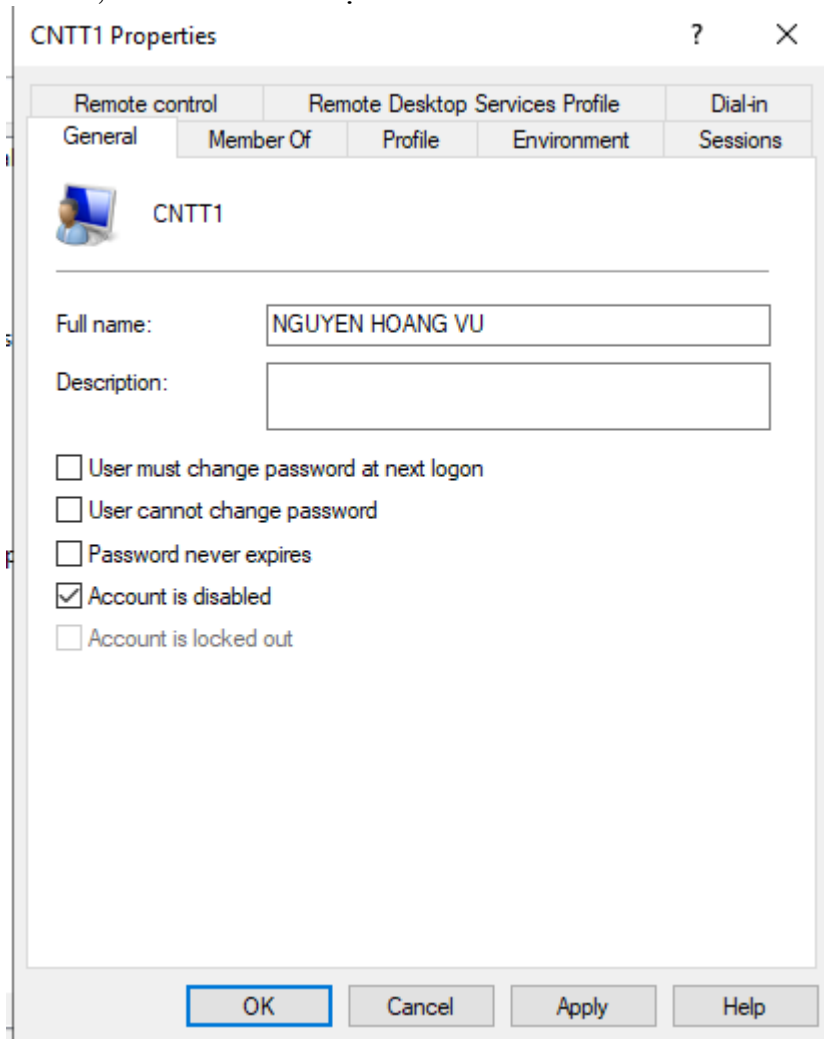 CNTT1 Properties ? X
Remote control Remote Desktop Services Profile Dial-in
General Member Of Profile Environment Sessions
CNTT1
Full name: NGUYEN HOANG VU
Description:
User must change password at next logon
User cannot change password
Password never expires
Account is disabled
Account is locked out
OK Cancel Apply Help